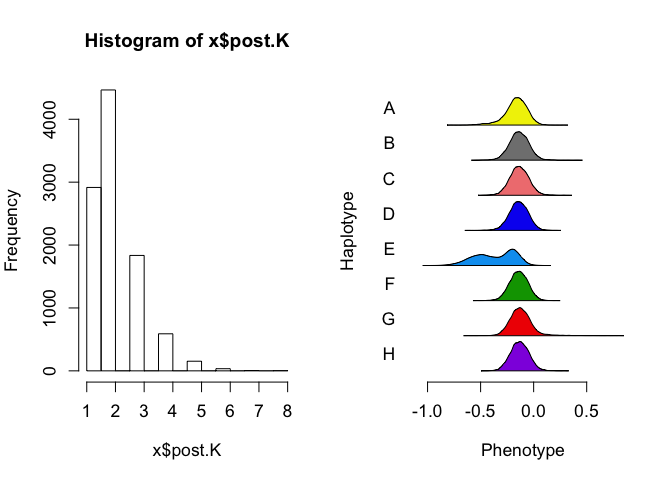 Histogram of x$post.K
Frequency
4000
3000
2000
1000
0
1 2 3 4 5 6 7 8
x$post.K
Haplotype
A
B
C
D
E
F
G
H
-1.0 -0.5 0.0 0.5
Phenotype